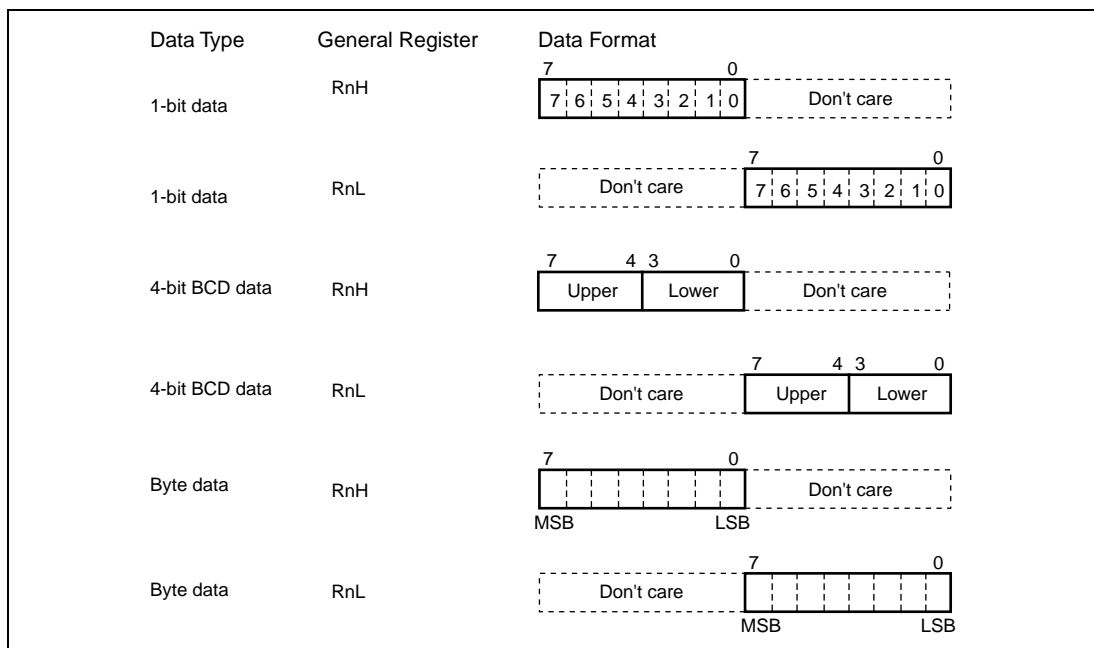 Data Type General Register Data Format
7 0
1-bit data RnH 7 6 5 4 3 2 1 0 Don't care
7 0
1-bit data RnL Don't care 7 6 5 4 3 2 1 0
7 4 3 0
4-bit BCD data RnH Upper Lower Don't care
7 4 3 0
4-bit BCD data RnL Don't care Upper Lower
7 0
Byte data RnH Don't care
MSB LSB
7 0
Byte data RnL Don't care
MSB LSB